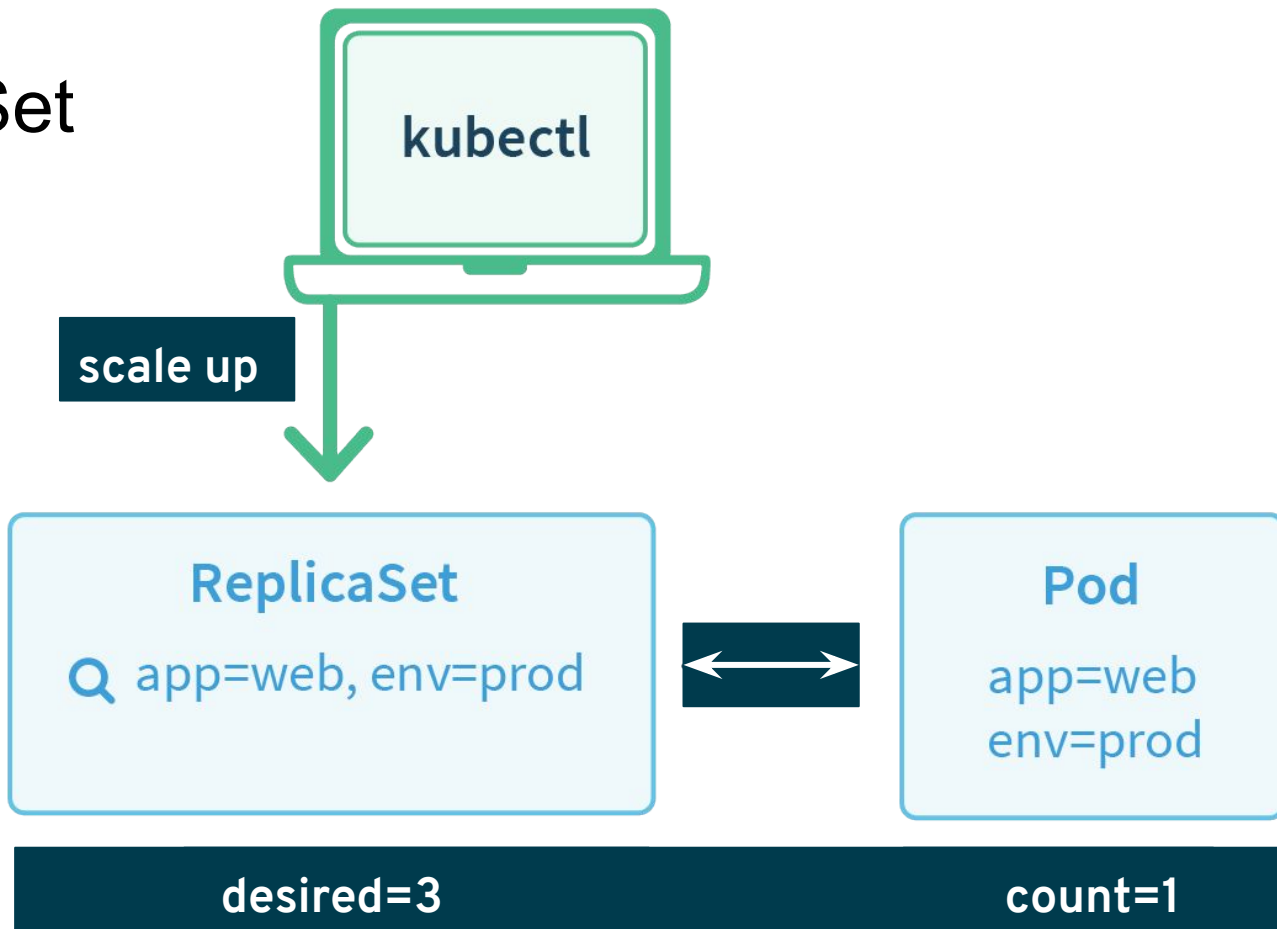 Set
kubectl
scale up
ReplicaSet
app=web, env=prod
Pod
app=web
env=prod
desired=3
count=1